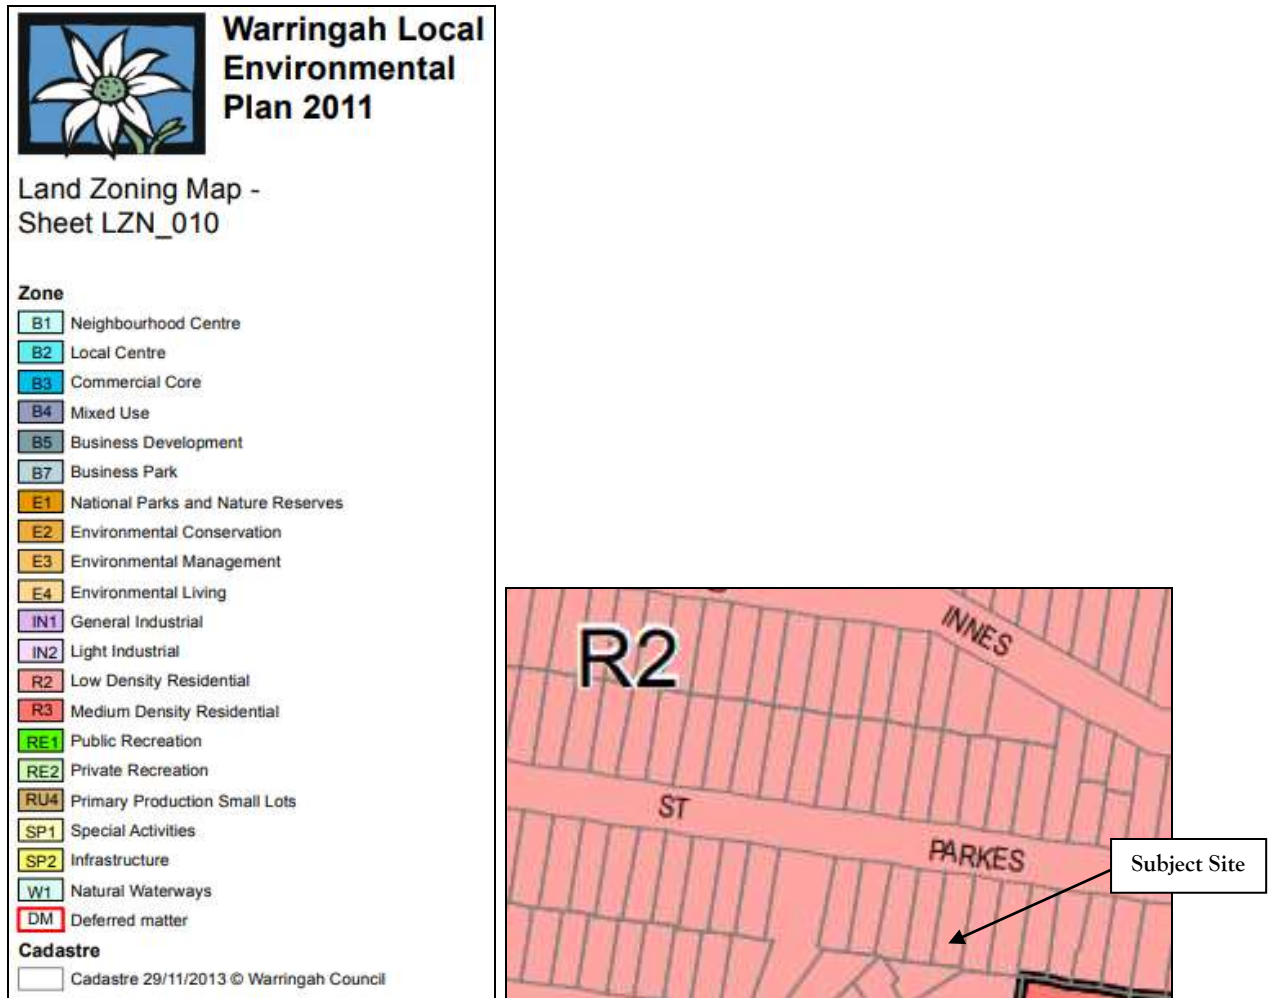 Warringah Local
Environmental
Plan 2011
Land Zoning Map -
Sheet LZN_010
Zone
B1 Neighbourhood Centre
B2 Local Centre
B3 Commercial Core
B4 Mixed Use
B5 Business Development
B7 Business Park
E1 National Parks and Nature Reserves
E2 Environmental Conservation
E3 Environmental Management
E4 Environmental Living
IN1 General Industrial
IN2 Light Industrial
R2 Low Density Residential
R3 Medium Density Residential
RE1 Public Recreation
RE2 Private Recreation
RU4 Primary Production Small Lots
SP1 Special Activities
SP2 Infrastructure
W1 Natural Waterways
DM Deferred matter
Cadastre
Cadastre 29/11/2013 © Warringah Council
INNES
R2
ST
PARKES
Subject Site